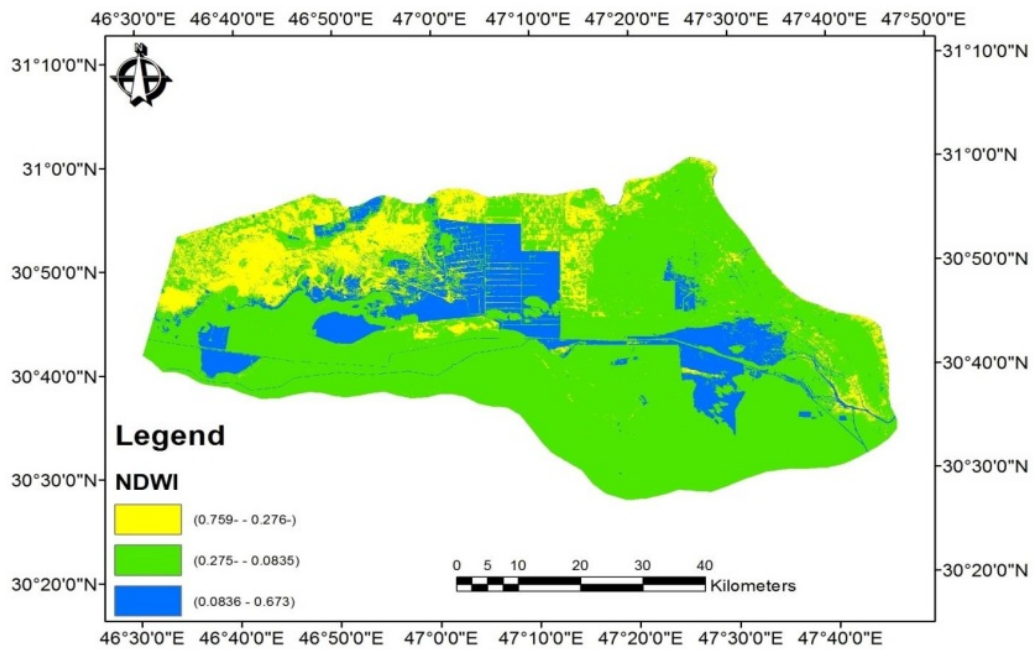 46°30'0"E 46°40'0"E 46°50'0"E 47°0'0"E 47°10'0"E 47°20'0"E 47°30'0"E 47°40'0"E 47°50'0"E
N
31°10'0"N 31°10'0"N
31°0'0"N 31°0'0"N
30°50'0"N 30°50'0"N
30°40'0"N 30°40'0"N
Legend
NDWI
30°30'0"N 30°30'0"N
(0.759- - 0.276-)
(0.275- - 0.0835)
0 5 10 20 30 40
Kilometers
30°20'0"N 30°20'0"N
(0.0836 - 0.673)
46°30'0"E 46°40'0"E 46°50'0"E 47°0'0"E 47°10'0"E 47°20'0"E 47°30'0"E 47°40'0"E